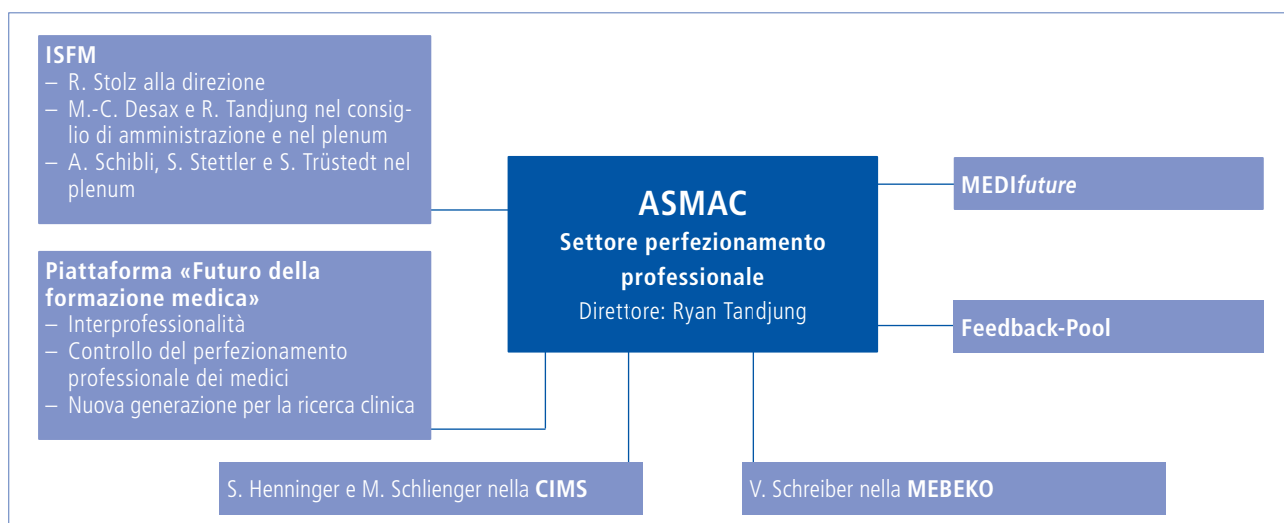 ISFM
– R. Stolz alla direzione
– M.-C. Desax e R. Tandjung nel consig-
lio di amministrazione e nel plenum
– A. Schibli, S. Stettler e S. Trüstedt nel
plenum
Piattaforma «Futuro della
formazione medica»
– Interprofessionalità
– Controllo del perfezionamento
professionale dei medici
– Nuova generazione per la ricerca clinica
ASMAC
Settore perfezionamento
professionale
Direttore: Ryan Tandjung
MEDIfuture
Feedback-Pool
S. Henninger e M. Schlienger nella CIMS
V. Schreiber nella MEBEKO